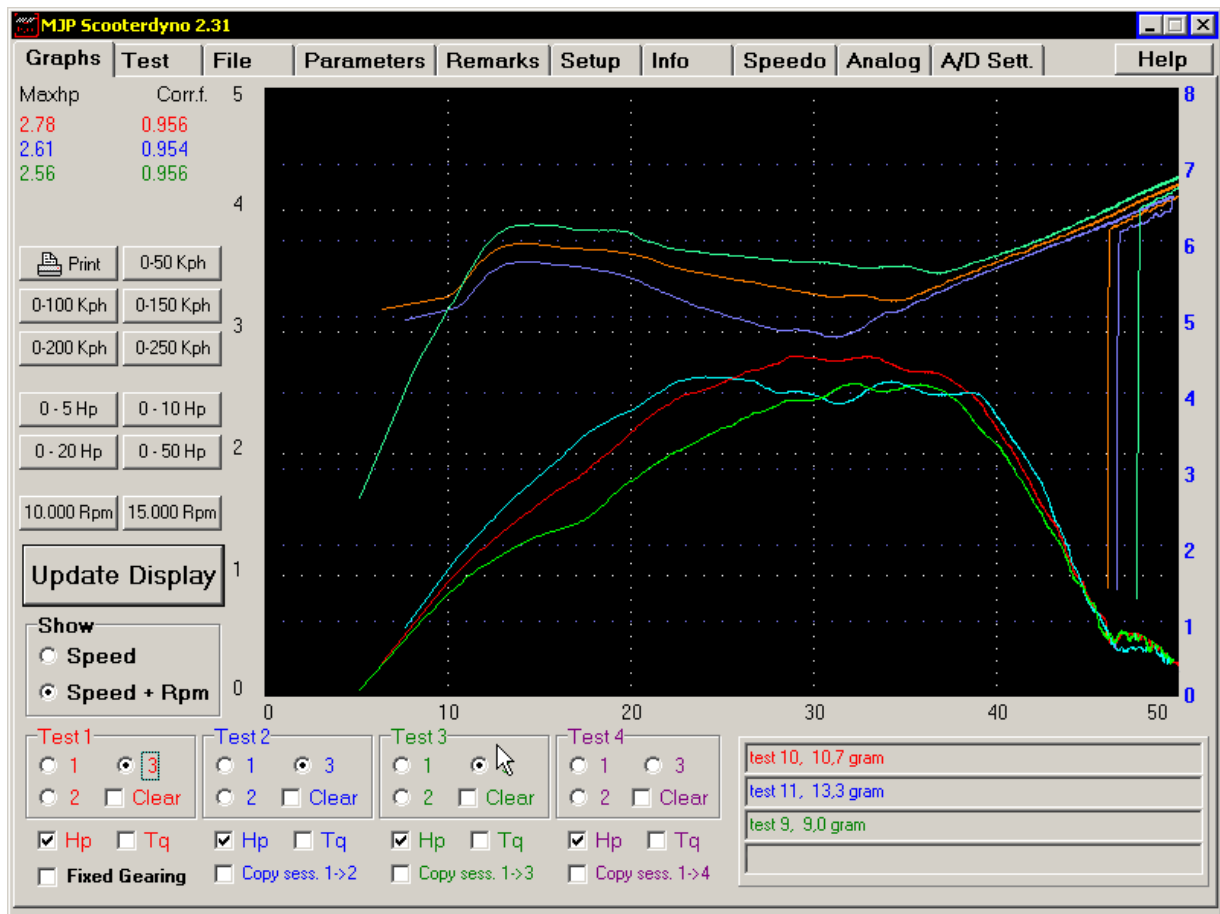 MJP Scooterdyno 2.31
Graphs Test File Parameters Remarks Setup Info Speedo Analog A/D Sett. Help
Maxhp Corr.f.
2.78 0.956
2.61 0.954
2.56 0.956
Print 0-50 Kph
0-100 Kph 0-150 Kph
0-200 Kph 0-250 Kph
0 - 5 Hp 0 - 10 Hp
0 - 20 Hp 0 - 50 Hp
10.000 Rpm 15.000 Rpm
Update Display
Show
Speed
Speed + Rpm
5
4
3
2
1
0
8
7
6
5
4
3
2
1
0
0 10 20 30 40 50
Test 1 Test 2 Test 3 Test 4
1 3 1 3 1 1 3
2 Clear 2 Clear 2 Clear 2 Clear
Hp Tq Hp Tq Hp Tq Hp Tq
Fixed Gearing Copy sess. 1->2 Copy sess. 1->3 Copy sess. 1->4
test 10, 10,7 gram
test 11, 13,3 gram
test 9, 9,0 gram